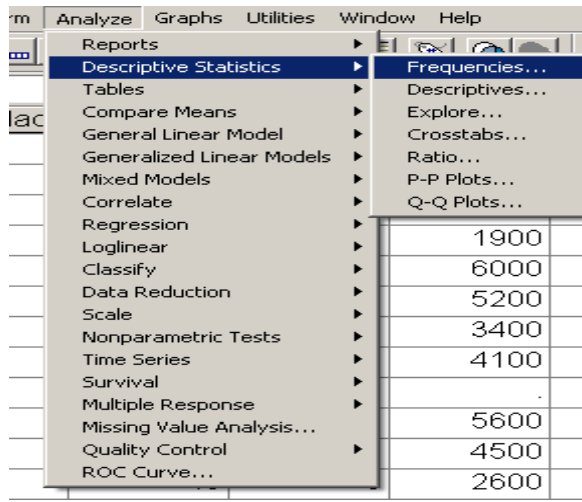 Analyze Graphs Utilities Window Help
Reports
Descriptive Statistics
Tables
Compare Means
General Linear Model
Generalized Linear Models
Mixed Models
Correlate
Regression
Loglinear
Classify
Data Reduction
Scale
Nonparametric Tests
Time Series
Survival
Multiple Response
Missing Value Analysis...
Quality Control
ROC Curve...
Frequencies...
Descriptives...
Explore...
Crosstabs...
Ratio...
P-P Plots...
Q-Q Plots...
1900
6000
5200
3400
4100
.
5600
4500
2600